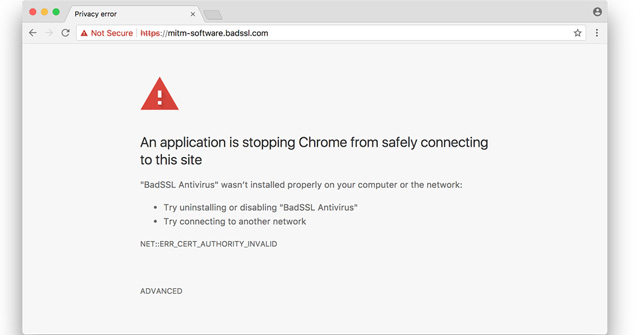 Privacy error
Not Secure https://mitm-software.badssl.com
An application is stopping Chrome from safely connecting
to this site
"BadSSL Antivirus" wasn't installed properly on your computer or the network:
• Try uninstalling or disabling "BadSSL Antivirus"
• Try connecting to another network
NET::ERR_CERT_AUTHORITY_INVALID
ADVANCED